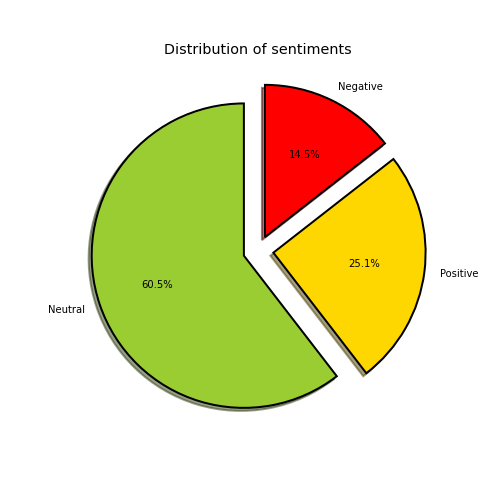 Distribution of sentiments
Negative
14.5%
25.1%
Positive
60.5%
Neutral